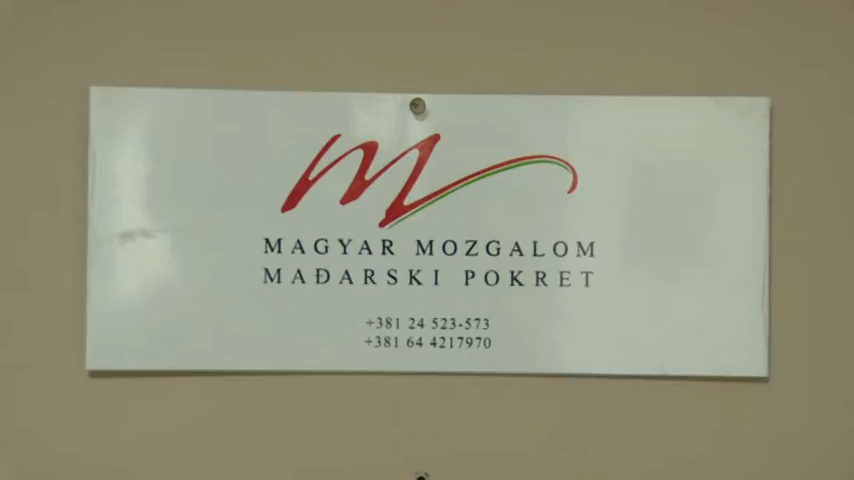 MAGYAR MOZGALOM
MAĐARSKI POKRET
+381 24 523-573
+381 64 4217970